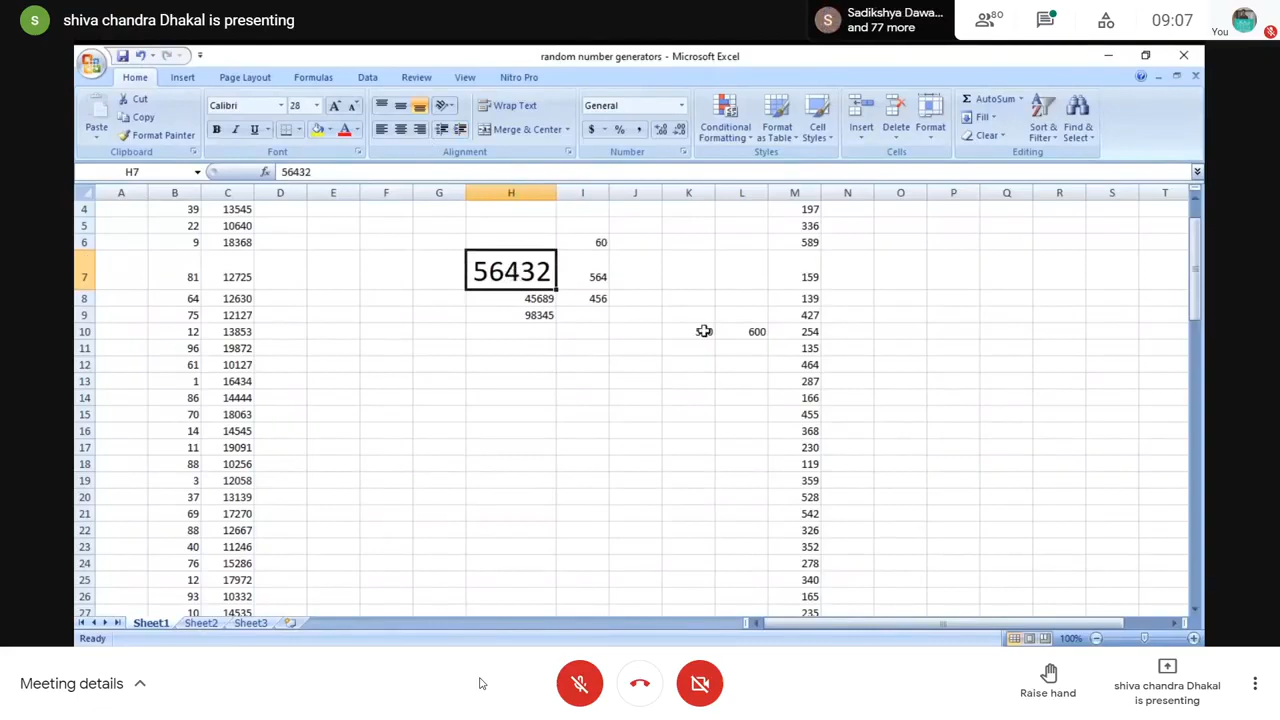 S shiva chandra Dhakal is presenting
S Sadikshya Dawa...
and 77 more
80
09:07
You
random number generators - Microsoft Excel
Home Insert Page Layout Formulas Data Review View Nitro Pro
Paste
Cut
Copy
Format Painter
Clipboard
Calibri 28
B I U
Font
Wrap Text
Merge & Center
Alignment
General
$ % ,
Number
Conditional Formatting
Format as Table
Cell Styles
Styles
Insert Delete Format
Cells
AutoSum
Fill
Clear
Sort & Filter
Find & Select
Editing
H7 fx 56432
A B C D E F G H I J K L M N O P Q R S T
4 39 13545 197
5 22 10640 336
6 9 18368 60 589
7 81 12725 56432 564 159
8 64 12630 45689 456 139
9 75 12127 98345 427
10 12 13853 600 254
11 96 19872 135
12 61 10127 464
13 1 16434 287
14 86 14444 166
15 70 18063 455
16 14 14545 368
17 11 19091 230
18 88 10256 119
19 3 12058 359
20 37 13139 528
21 69 17270 542
22 88 12667 326
23 40 11246 352
24 76 15286 278
25 12 17972 340
26 93 10332 165
27 10 14535 235
Sheet1 Sheet2 Sheet3
Ready 100%
Meeting details
Raise hand
shiva chandra Dhakal
is presenting